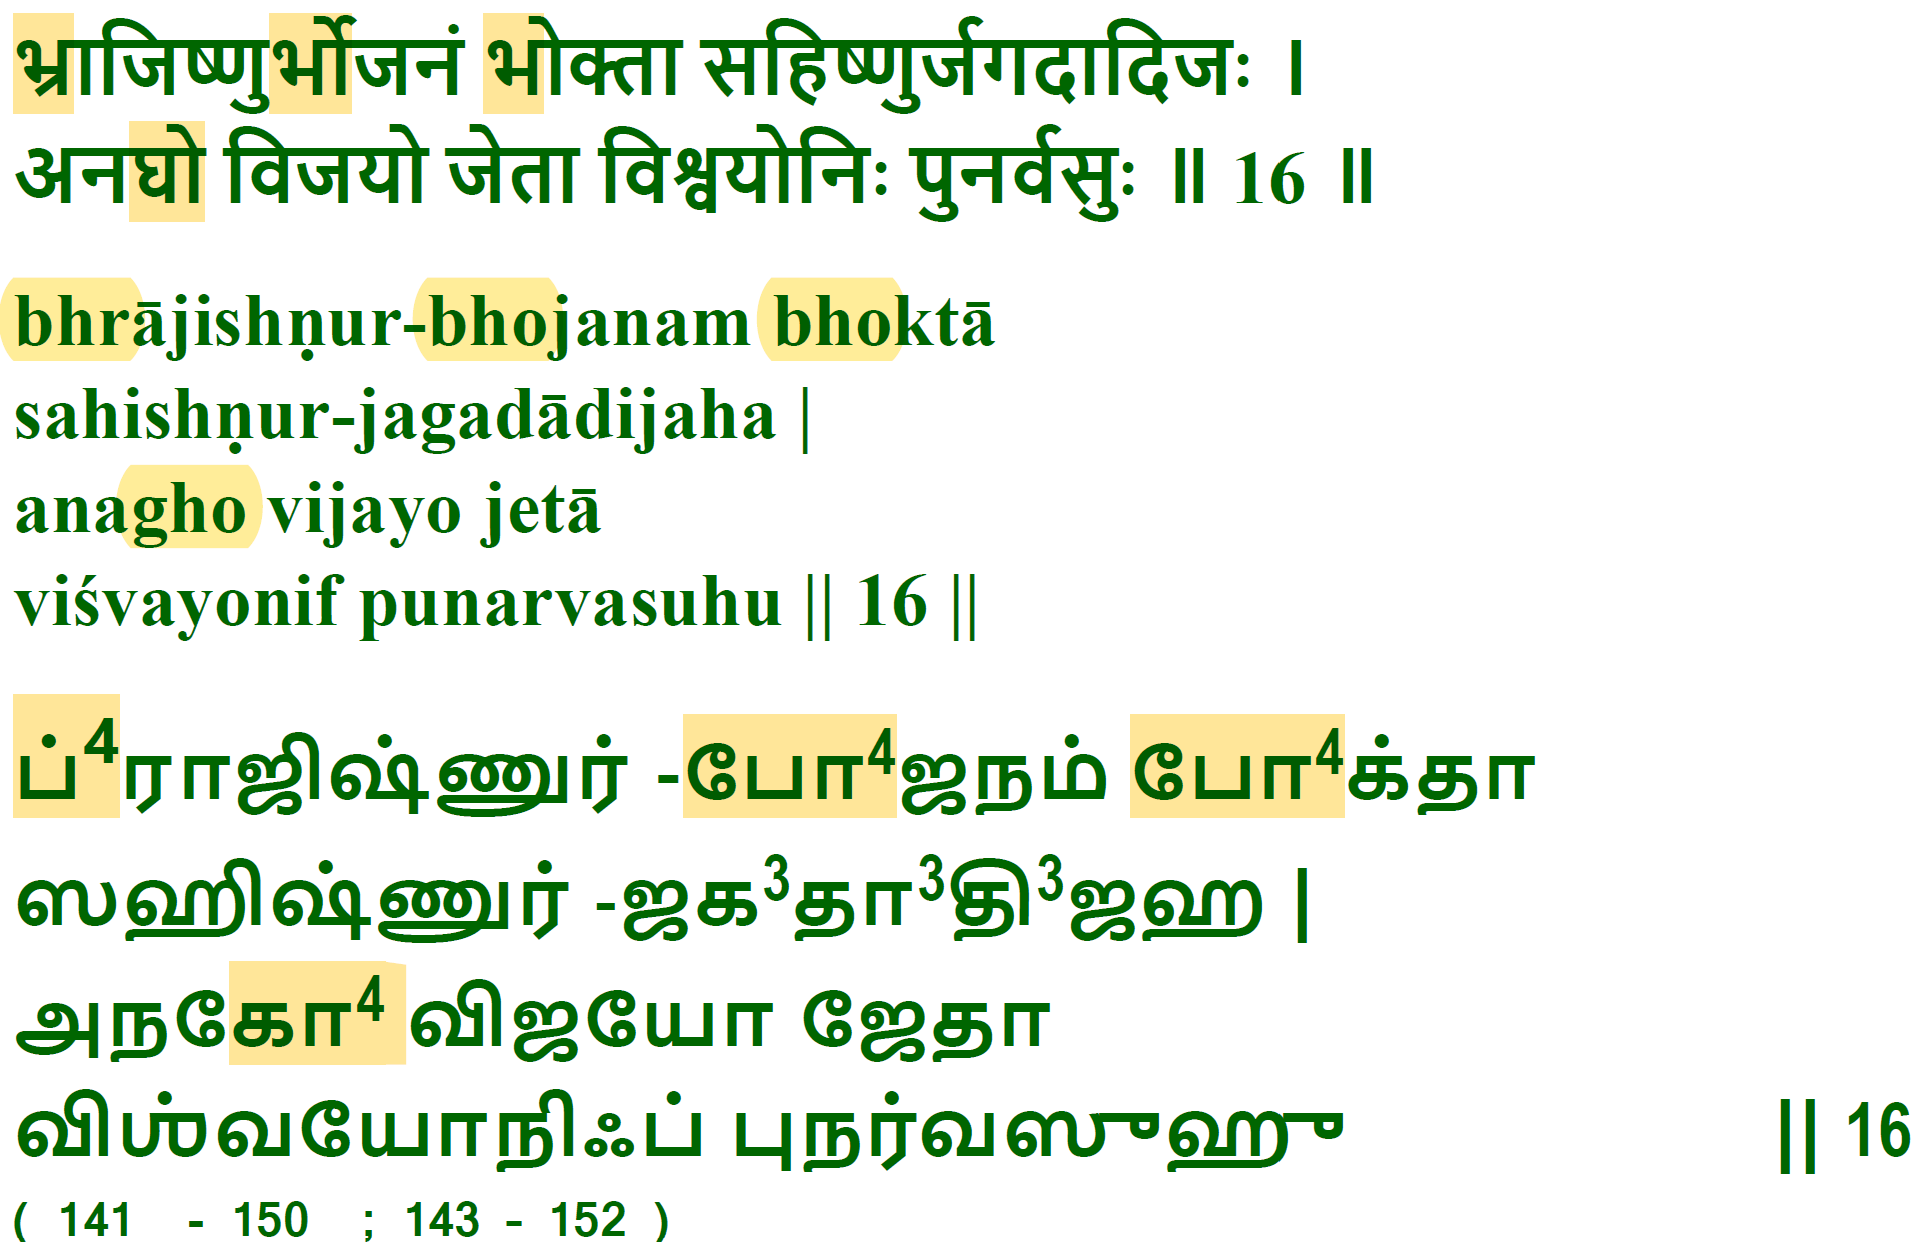 भ्राजिष्णुर्भोजनं भोक्ता सहिष्णुर्जगदादिजः ।
अनघो विजयो जेता विश्वयोनिः पुनर्वसुः ॥ 16 ॥
bhrājishṇur-bhojanam bhoktā
sahishṇur-jagadādijaha |
anagho vijayo jetā
viśvayonif punarvasuhu || 16 ||
ப்⁴ராஜிஷ்ணுர் -போ⁴ஜநம் போ⁴க்தா
ஸஹிஷ்ணுர் -ஜக³தா³தி³ஜஹ |
அநகோ⁴ விஜயோ ஜேதா
விஶ்வயோநிஃப் புநர்வஸுஹு || 16
( 141 - 150 ; 143 - 152 )